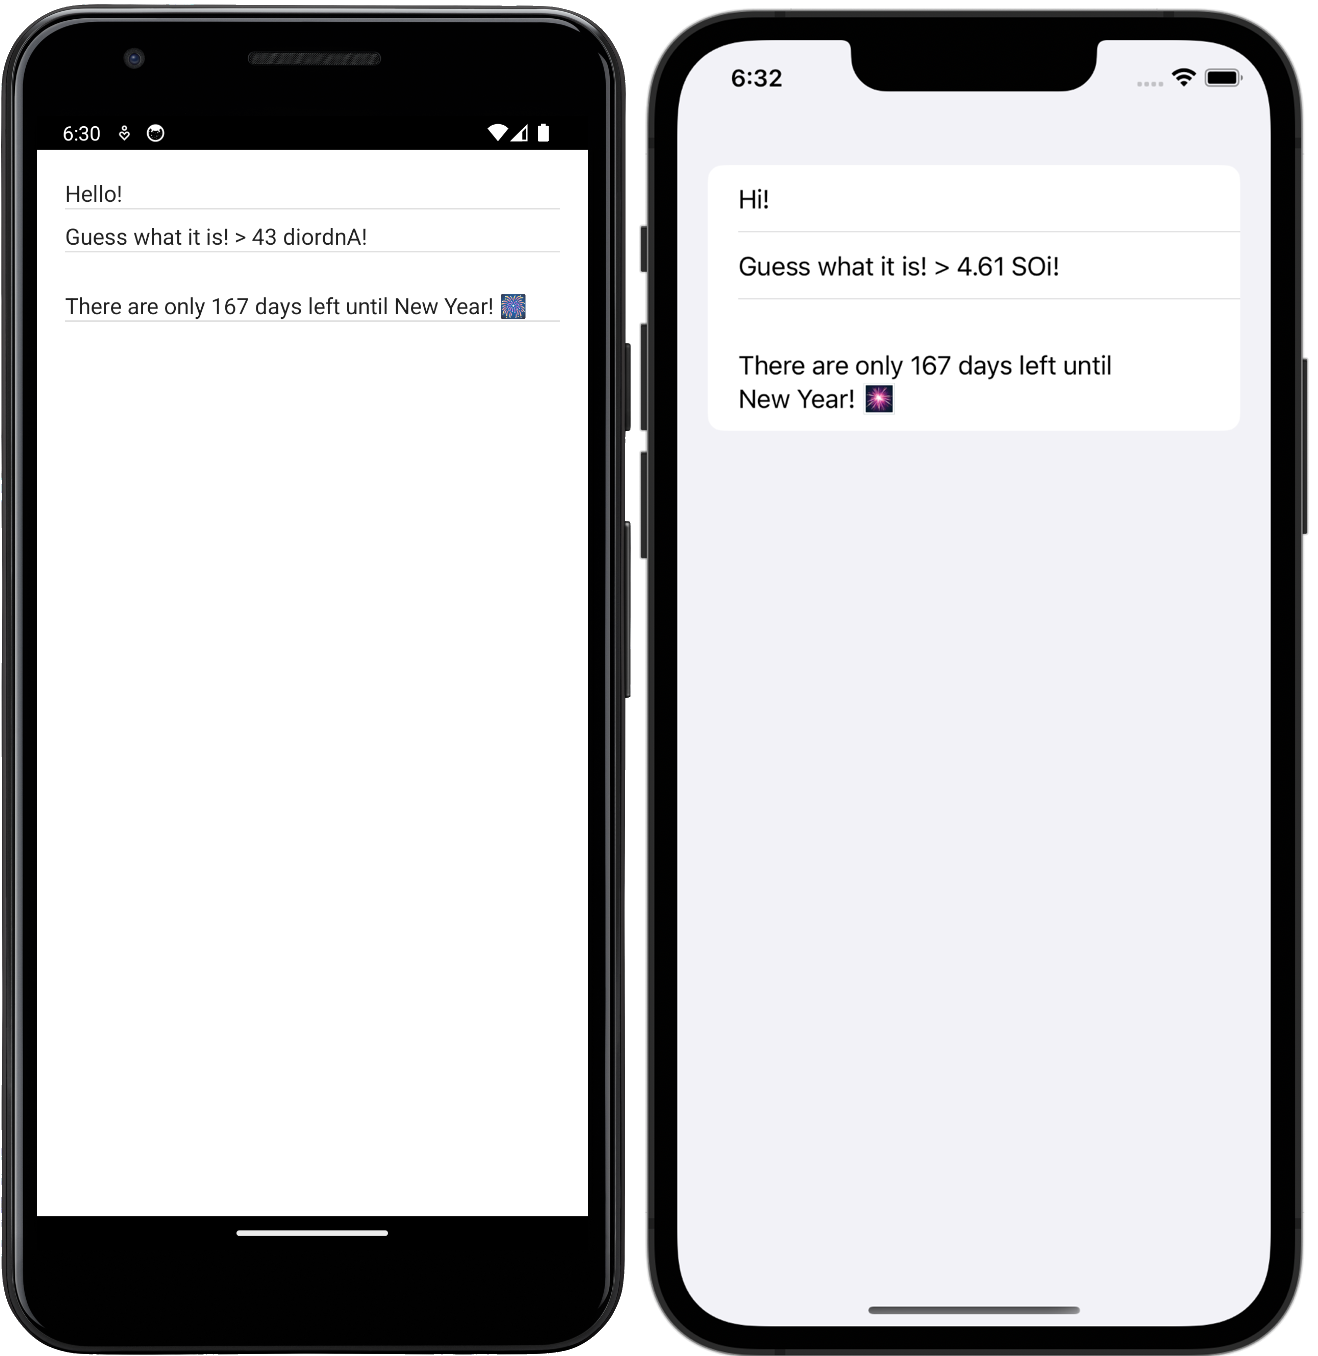 6:30
Hello!
Guess what it is! > 43 diordnA!
There are only 167 days left until New Year! 🎆
6:32
Hi!
Guess what it is! > 4.61 SOi!
There are only 167 days left until
New Year! 🎆